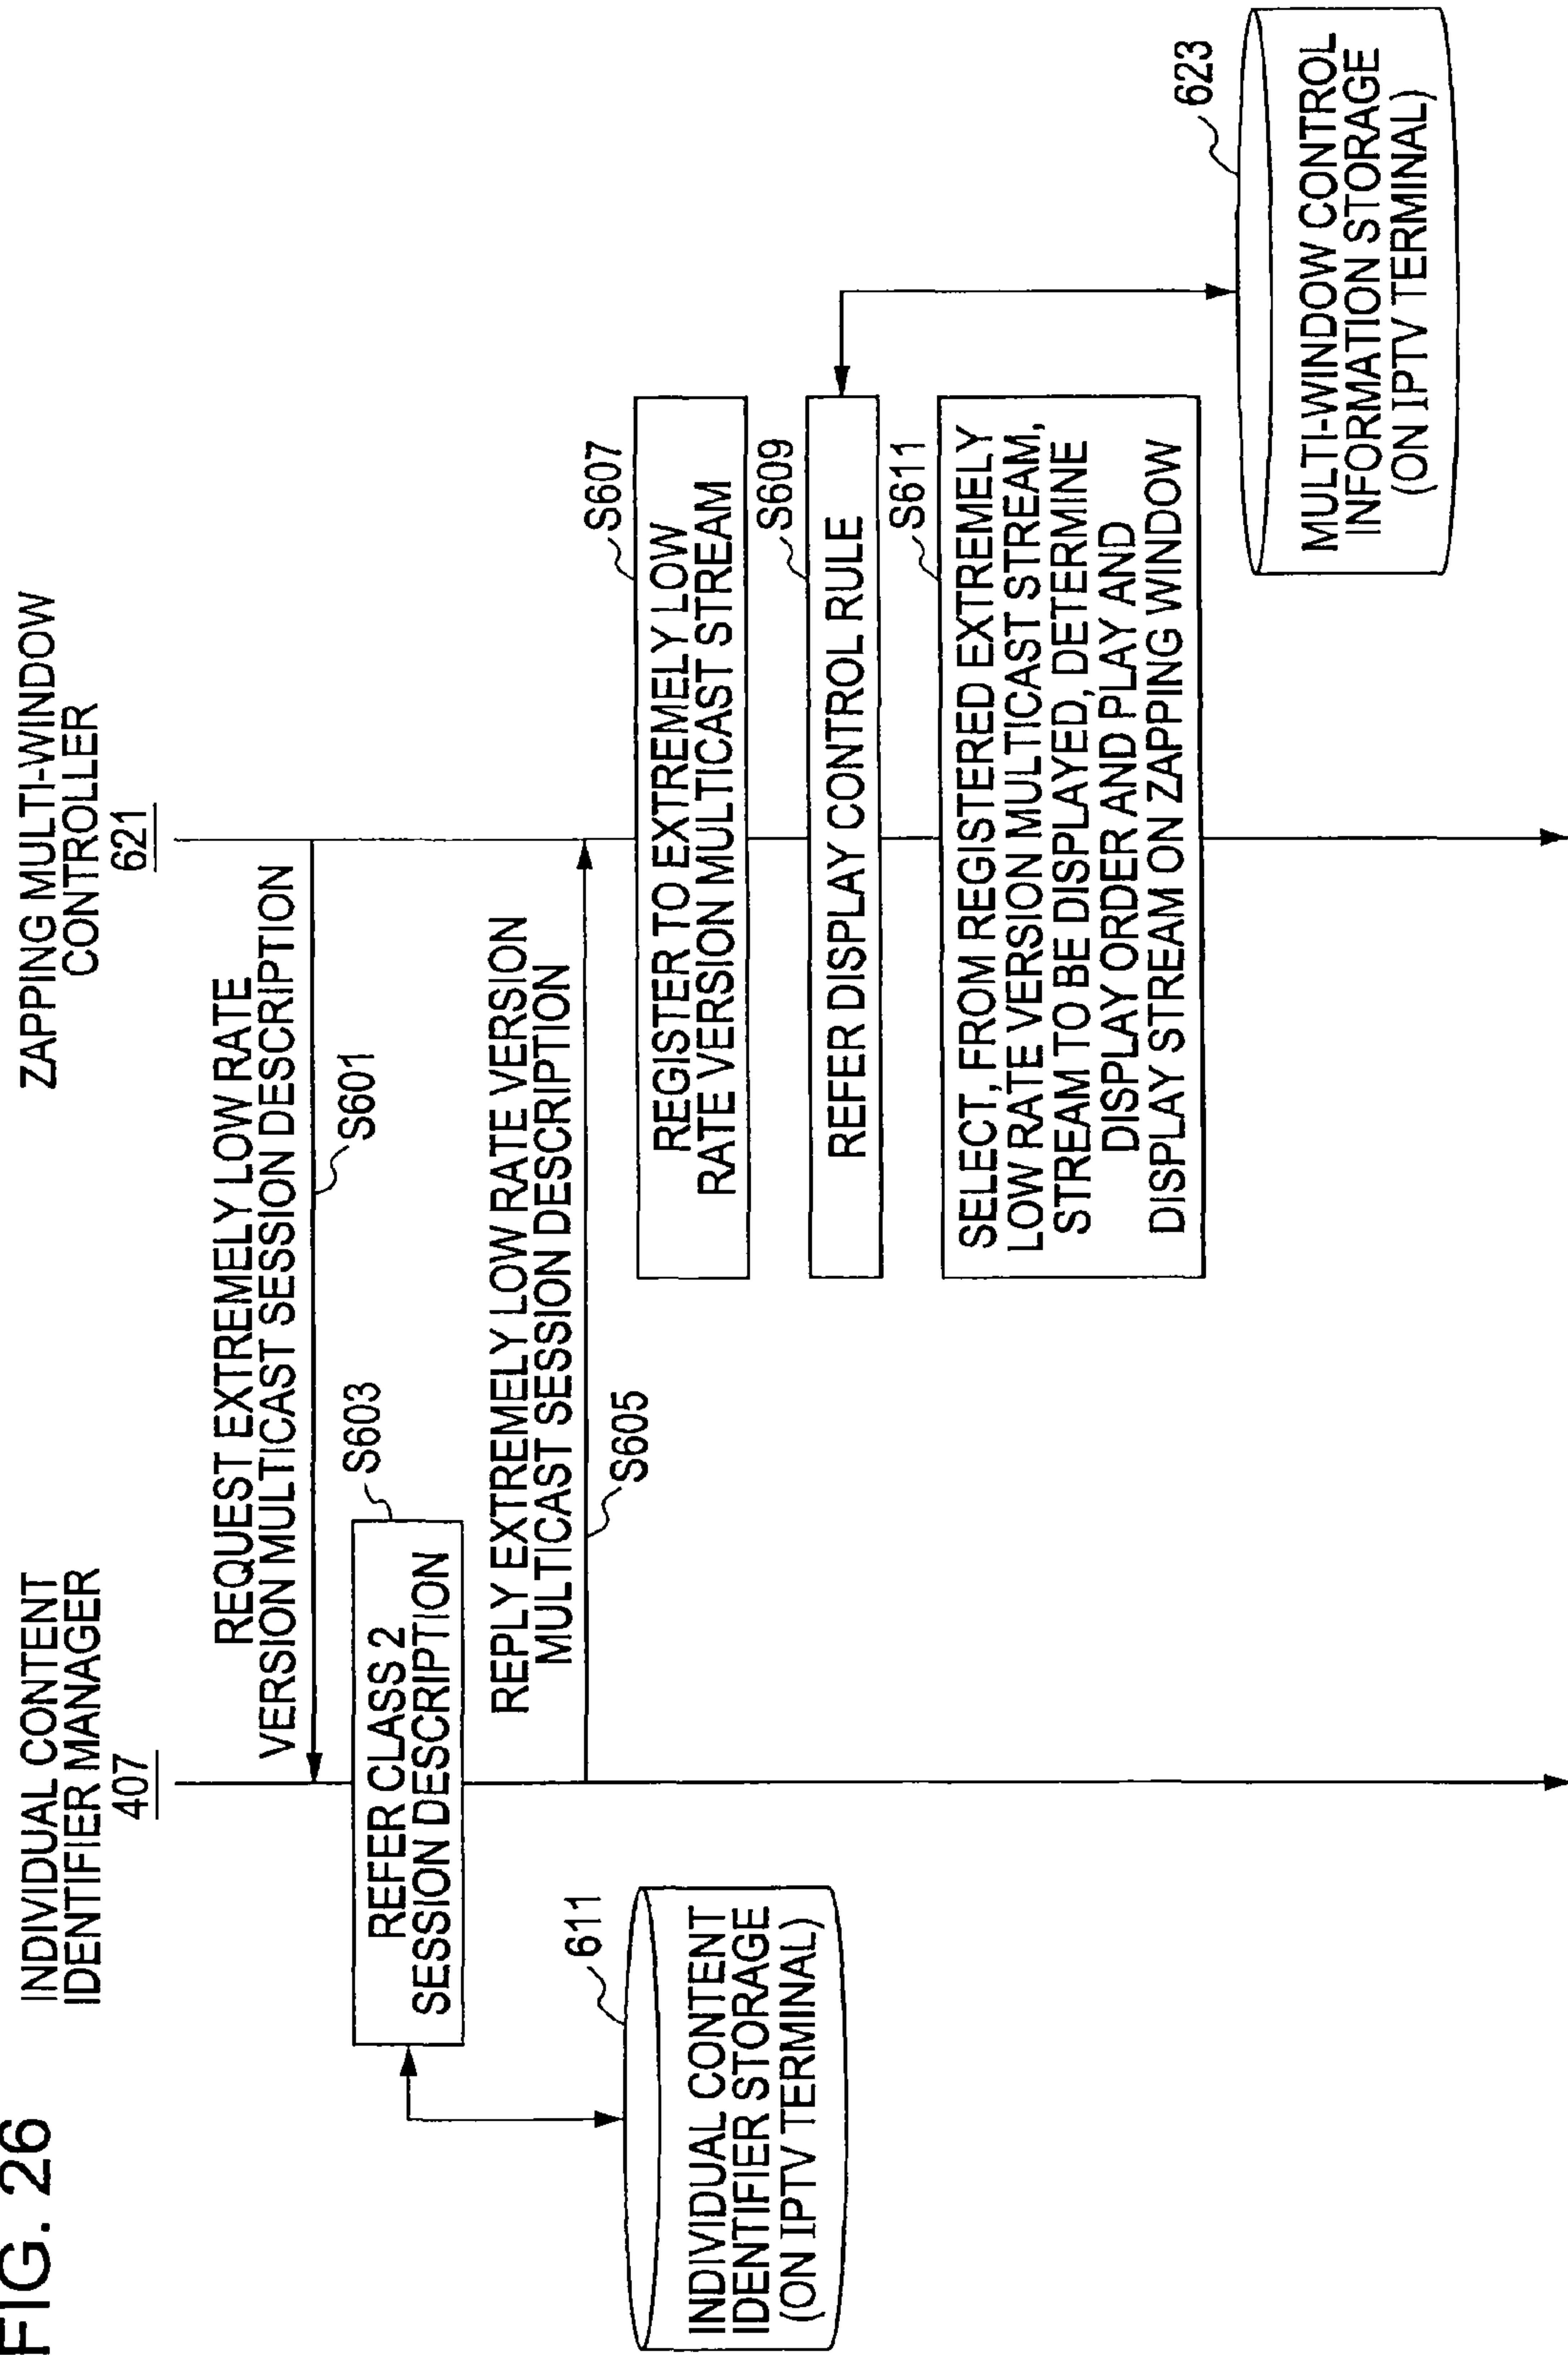 FIG. 26
INDIVIDUAL CONTENT
IDENTIFIER MANAGER
407
ZAPPING MULTI-WINDOW
CONTROLLER
621
REQUEST EXTREMELY LOW RATE
VERSION MULTICAST SESSION DESCRIPTION
S601
REFER CLASS 2
SESSION DESCRIPTION
S603
REPLY EXTREMELY LOW RATE VERSION
MULTICAST SESSION DESCRIPTION
S605
611
INDIVIDUAL CONTENT
IDENTIFIER STORAGE
(ON IPTV TERMINAL)
S607
REGISTER TO EXTREMELY LOW
RATE VERSION MULTICAST STREAM
S609
REFER DISPLAY CONTROL RULE
S611
SELECT, FROM REGISTERED EXTREMELY
LOW RATE VERSION MULTICAST STREAM,
STREAM TO BE DISPLAYED, DETERMINE
DISPLAY ORDER AND PLAY AND
DISPLAY STREAM ON ZAPPING WINDOW
623
MULTI-WINDOW CONTROL
INFORMATION STORAGE
(ON IPTV TERMINAL)